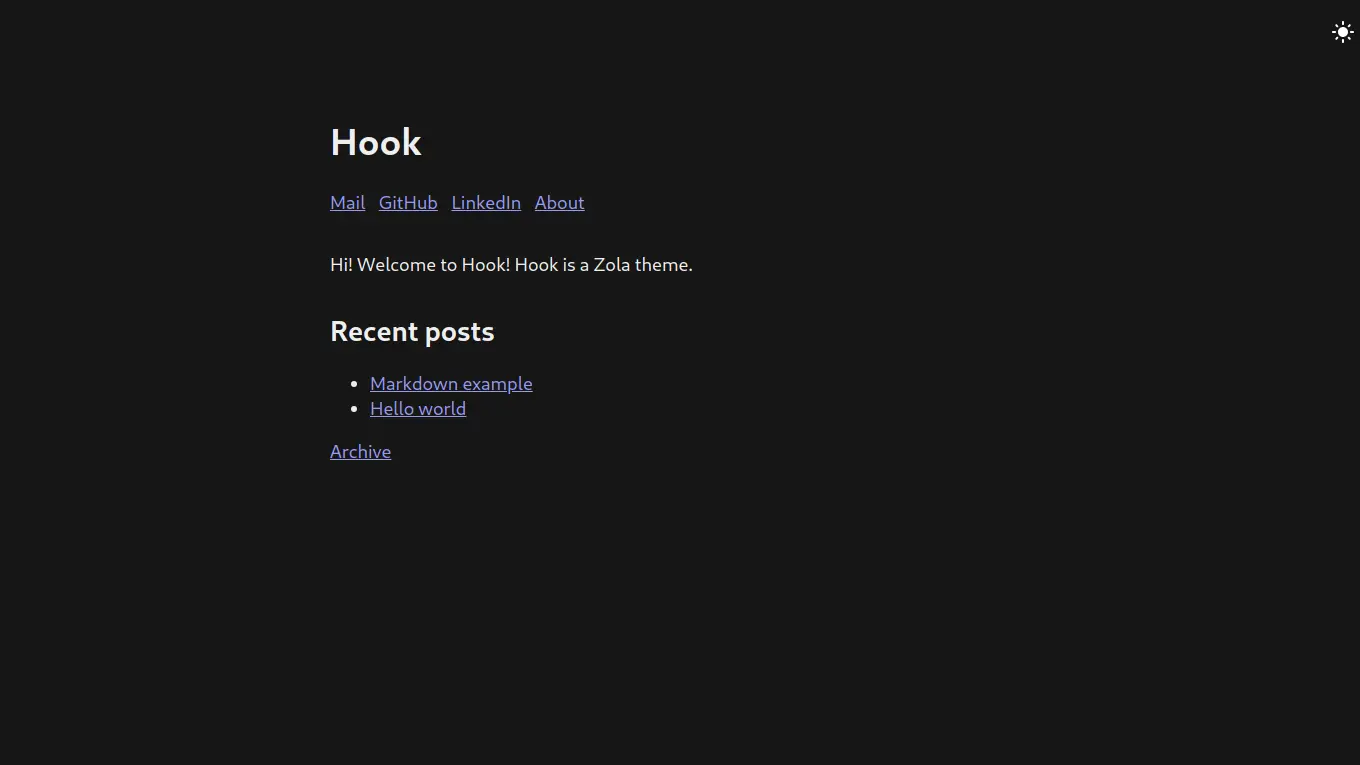 Hook
Mail GitHub LinkedIn About
Hi! Welcome to Hook! Hook is a Zola theme.
Recent posts
Markdown example
Hello world
Archive